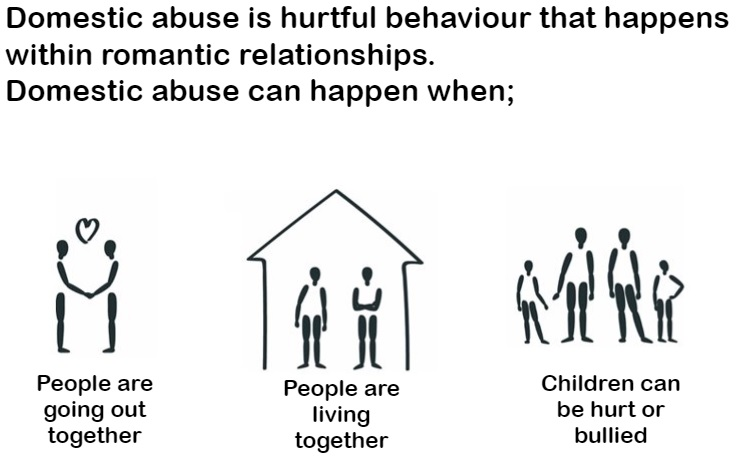 Domestic abuse is hurtful behaviour that happens
within romantic relationships.
Domestic abuse can happen when;
People are
going out
together
People are
living
together
Children can
be hurt or
bullied